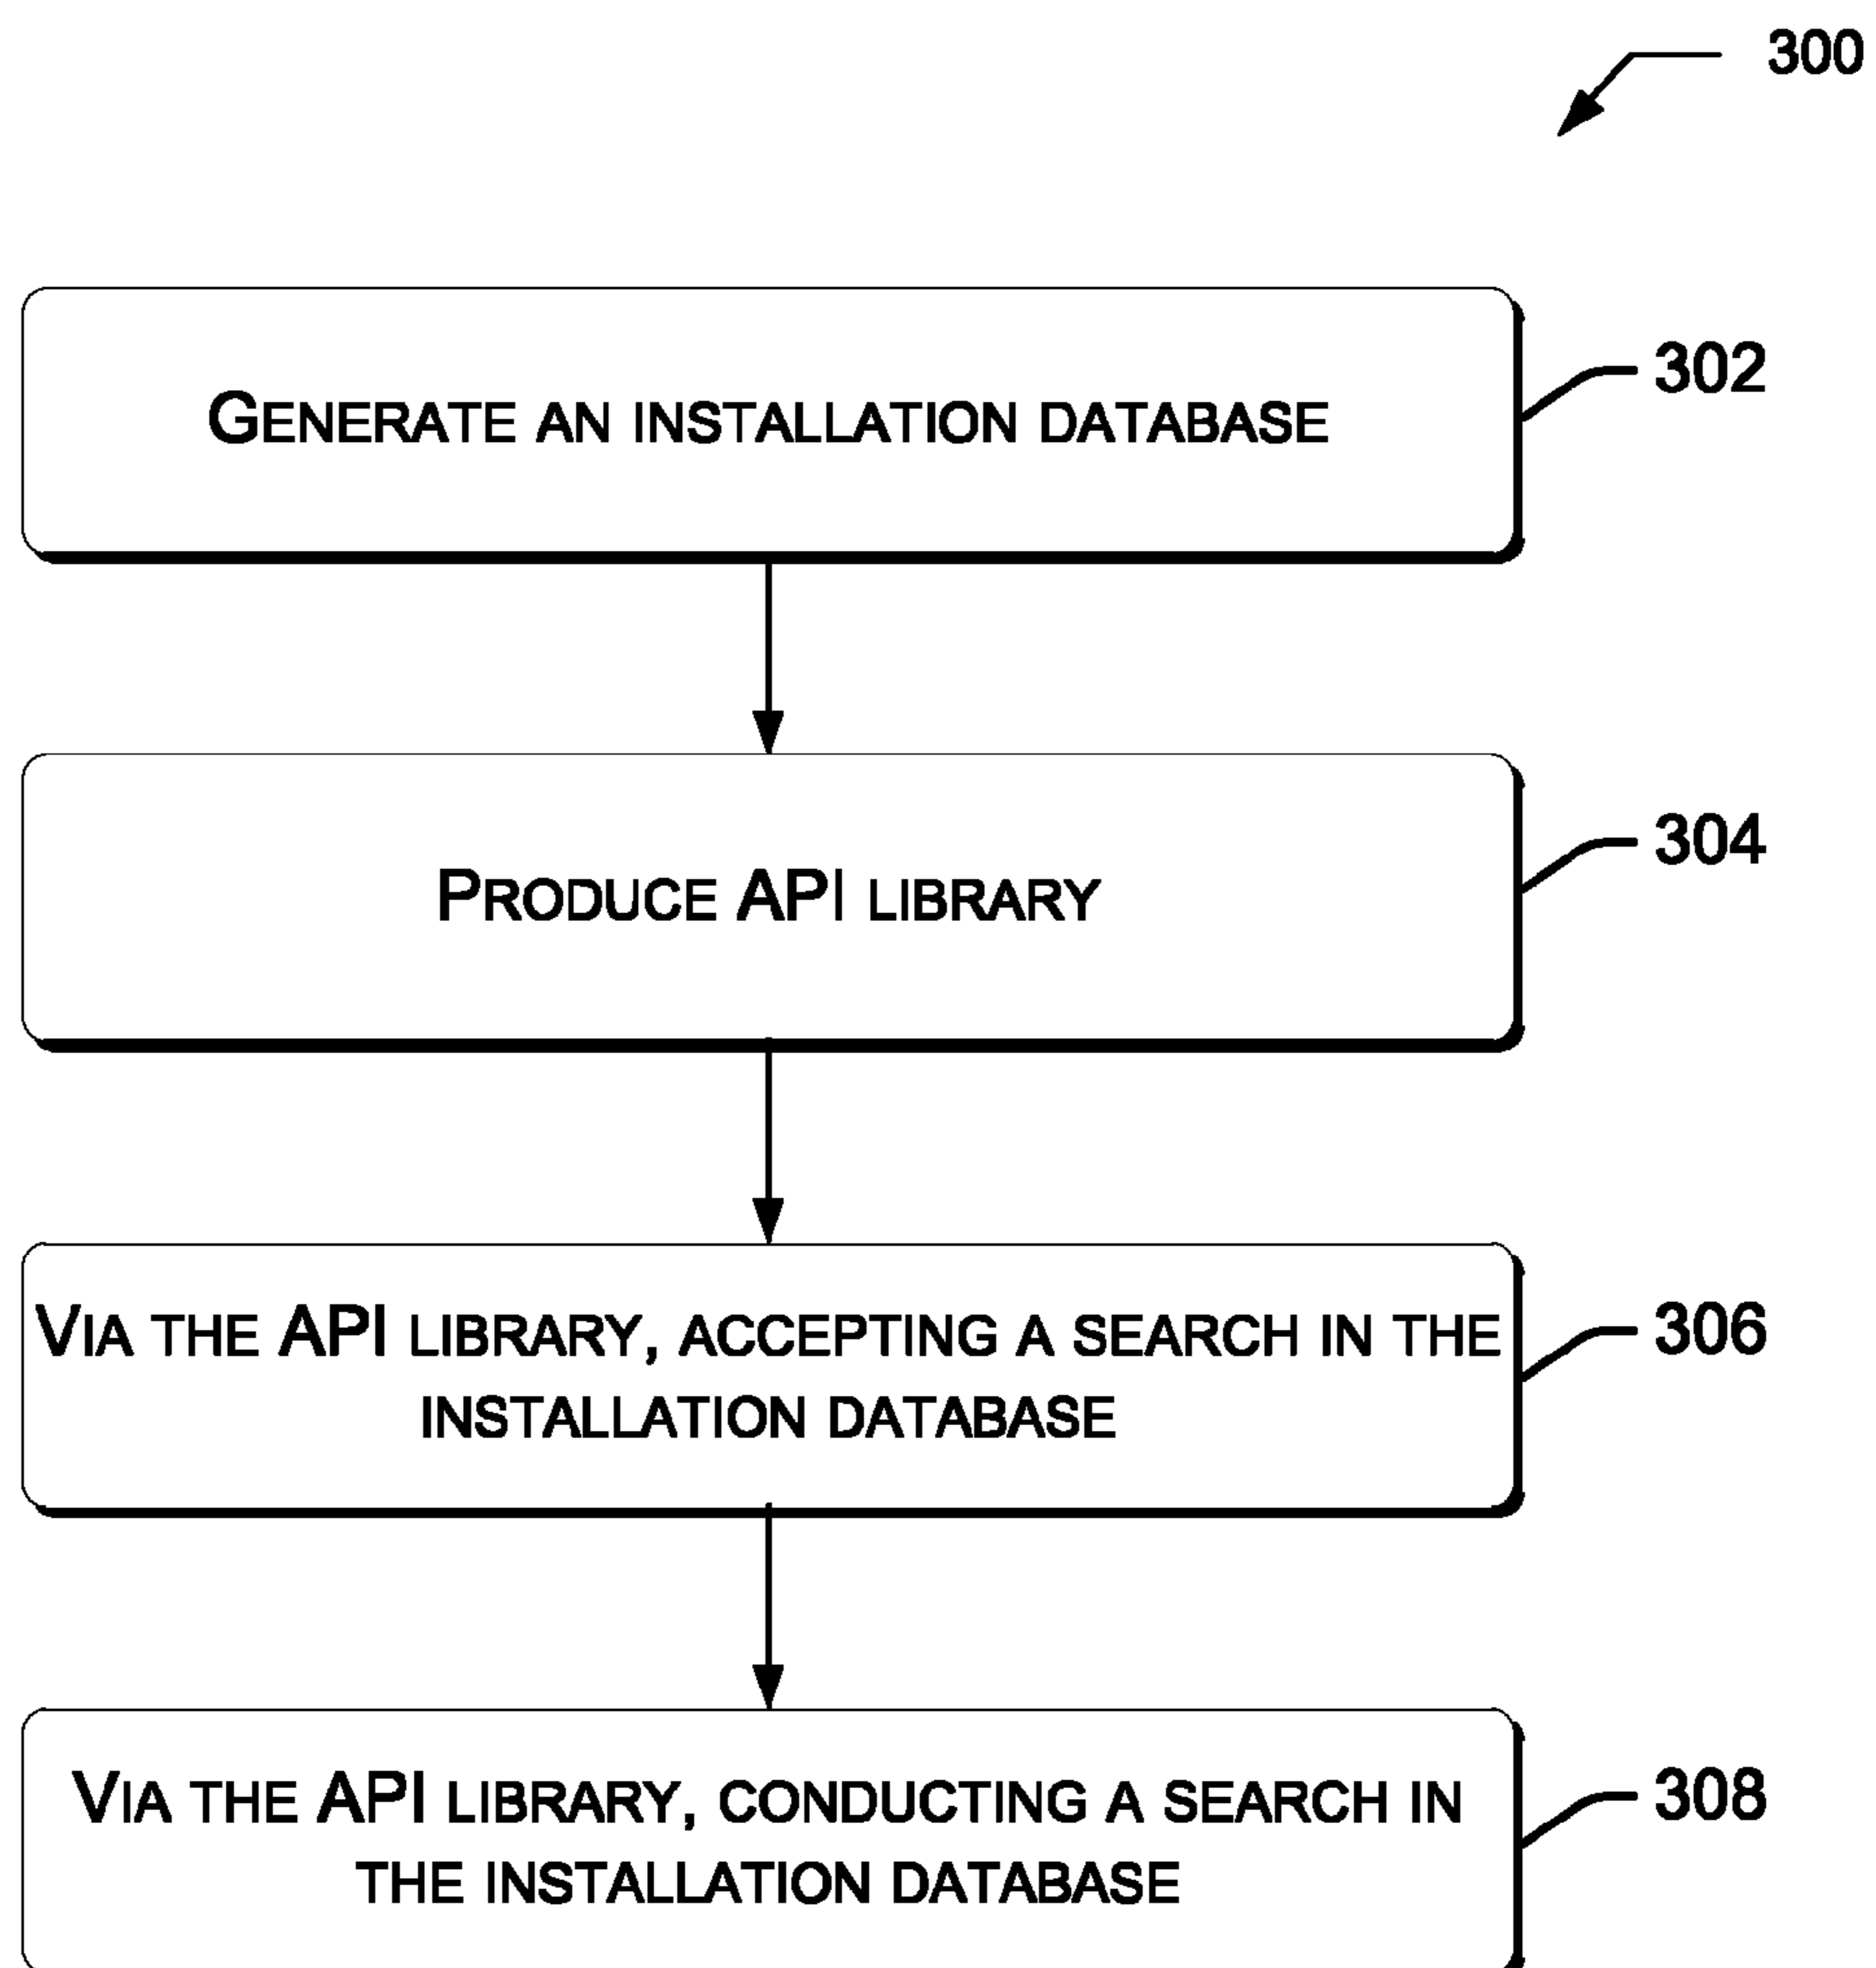 300
GENERATE AN INSTALLATION DATABASE
302
PRODUCE API LIBRARY
304
VIA THE API LIBRARY, ACCEPTING A SEARCH IN THE
INSTALLATION DATABASE
306
VIA THE API LIBRARY, CONDUCTING A SEARCH IN
THE INSTALLATION DATABASE
308